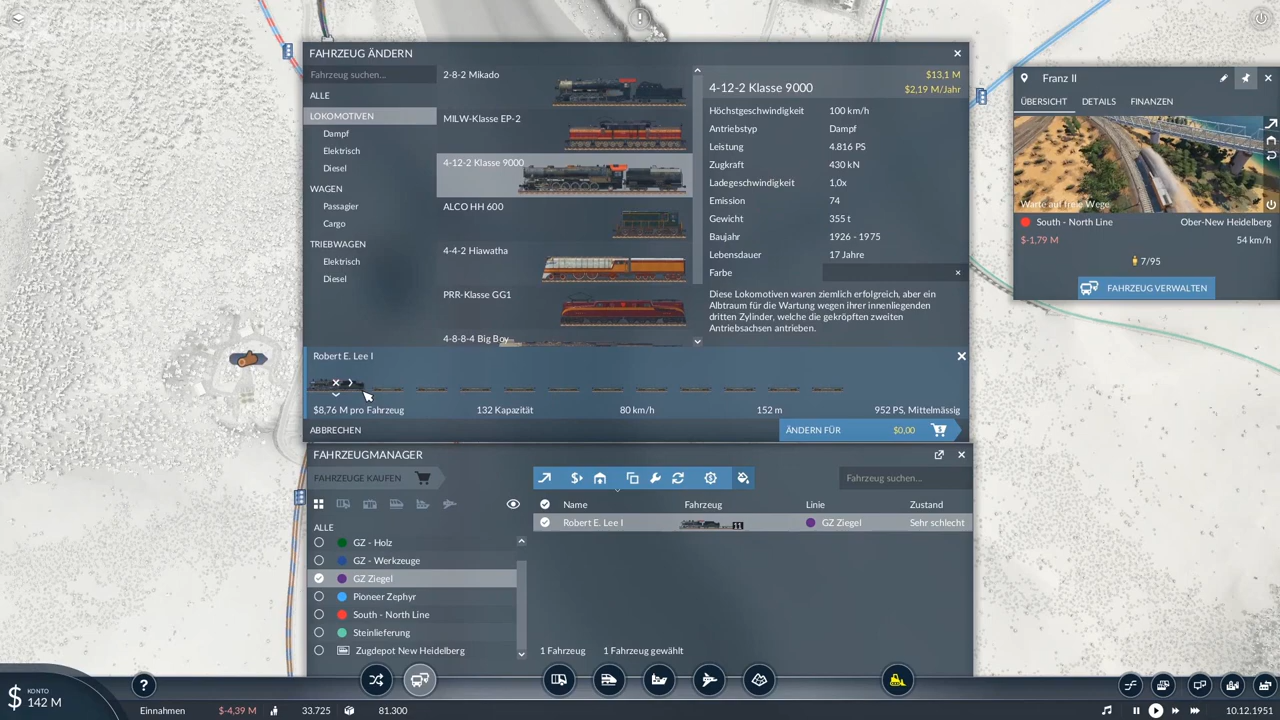 FAHRZEUG ÄNDERN
Fahrzeug suchen...
ALLE
LOKOMOTIVEN
Dampf
Elektrisch
Diesel
WAGEN
Passagier
Cargo
TRIEBWAGEN
Elektrisch
Diesel
2-8-2 Mikado
MILW-Klasse EP-2
4-12-2 Klasse 9000
ALCO HH 600
4-4-2 Hiawatha
PRR-Klasse GG1
4-8-8-4 Big Boy
4-12-2 Klasse 9000
$13,1 M
$2,19 M/Jahr
Höchstgeschwindigkeit 100 km/h
Antriebstyp Dampf
Leistung 4.816 PS
Zugkraft 430 kN
Ladegeschwindigkeit 1,0x
Emission 74
Gewicht 355 t
Baujahr 1926 - 1975
Lebensdauer 17 Jahre
Farbe
Diese Lokomotiven waren ziemlich erfolgreich, aber ein
Albtraum für die Wartung wegen ihrer innenliegenden
dritten Zylinder, welche die gekröpften zweiten
Antriebsachsen antrieben.
Robert E. Lee I
$8,76 M pro Fahrzeug 132 Kapazität 80 km/h 152 m 952 PS, Mittelmässig
ABBRECHEN
ÄNDERN FÜR $0,00
Franz II
ÜBERSICHT DETAILS FINANZEN
Warte auf freie Wege
South - North Line Ober-New Heidelberg
$-1,79 M 54 km/h
7/95
FAHRZEUG VERWALTEN
FAHRZEUGMANAGER
FAHRZEUGE KAUFEN
Fahrzeug suchen...
ALLE
GZ - Holz
GZ - Werkzeuge
GZ Ziegel
Pioneer Zephyr
South - North Line
Steinlieferung
Zugdepot New Heidelberg
Name Fahrzeug Linie Zustand
Robert E. Lee I GZ Ziegel Sehr schlecht
1 Fahrzeug 1 Fahrzeug gewählt
$ KONTO
142 M
?
Einnahmen $-4,39 M 33.725 81.300
10.12.1951